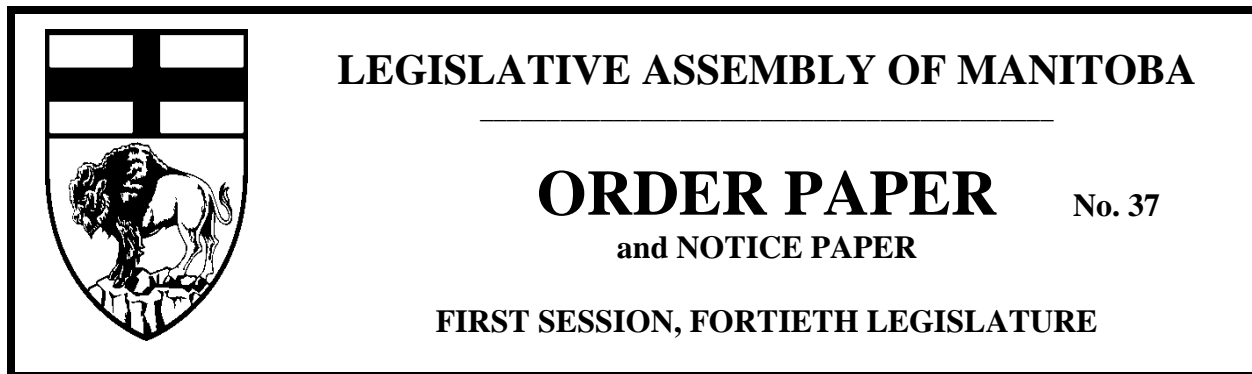 LEGISLATIVE ASSEMBLY OF MANITOBA
ORDER PAPER No. 37
and NOTICE PAPER
FIRST SESSION, FORTIETH LEGISLATURE